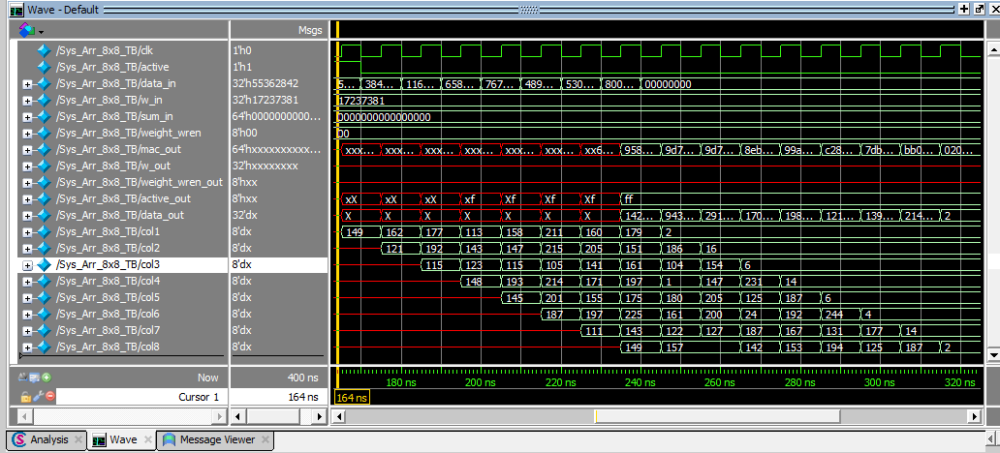 Wave - Default
Msgs
/Sys_Arr_8x8_TB/clk 1'h0
/Sys_Arr_8x8_TB/active 1'h1
/Sys_Arr_8x8_TB/data_in 32'h55362842 5... 384... 116... 658... 767... 489... 530... 800... 00000000
/Sys_Arr_8x8_TB/w_in 32'h17237381 17237381
/Sys_Arr_8x8_TB/sum_in 64'h0000000000... 0000000000000000
/Sys_Arr_8x8_TB/weight_wren 8'h00 00
/Sys_Arr_8x8_TB/mac_out 64'hxxxxxxxxxx... xxx... xxx... xxx... xxx... xxx... xxx... xx6... 958... 9d7... 9d7... 8eb... 99a... c28... 7db... bb0... 020...
/Sys_Arr_8x8_TB/w_out 32'hxxxxxxxx
/Sys_Arr_8x8_TB/weight_wren_out 8'hxx
/Sys_Arr_8x8_TB/active_out 8'hxx xX xX xX xf Xf Xf Xf ff
/Sys_Arr_8x8_TB/data_out 32'dx X X X X X X X 142... 943... 291... 170... 198... 121... 139... 214... 2
/Sys_Arr_8x8_TB/col1 8'dx 149 162 177 113 158 211 160 179 2
/Sys_Arr_8x8_TB/col2 8'dx 121 192 143 147 215 205 151 186 16
/Sys_Arr_8x8_TB/col3 8'dx 115 123 115 105 141 161 104 154 6
/Sys_Arr_8x8_TB/col4 8'dx 148 193 214 171 197 1 147 231 14
/Sys_Arr_8x8_TB/col5 8'dx 145 201 155 175 180 205 125 187 6
/Sys_Arr_8x8_TB/col6 8'dx 187 197 225 161 200 24 192 244 4
/Sys_Arr_8x8_TB/col7 8'dx 111 143 122 127 187 167 131 177 14
/Sys_Arr_8x8_TB/col8 8'dx 149 157 142 153 194 125 187 2
Now 400 ns 180 ns 200 ns 220 ns 240 ns 260 ns 280 ns 300 ns 320 ns
Cursor 1 164 ns 164 ns
Analysis Wave Message Viewer